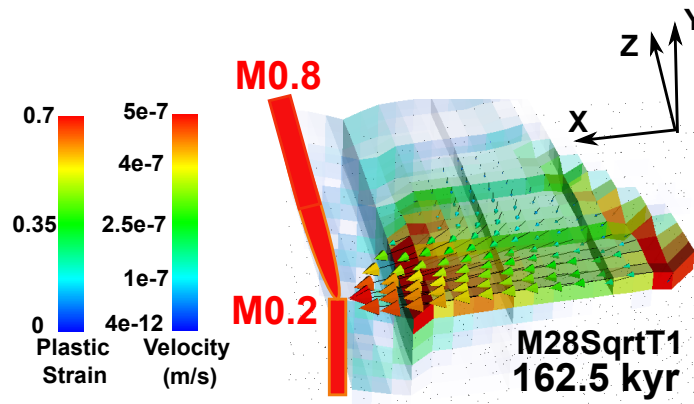 Y
Z
X
M0.8
0.7
0.35
0
Plastic
Strain
5e-7
4e-7
2.5e-7
1e-7
4e-12
Velocity
(m/s)
M0.2
M28SqrtT1
162.5 kyr